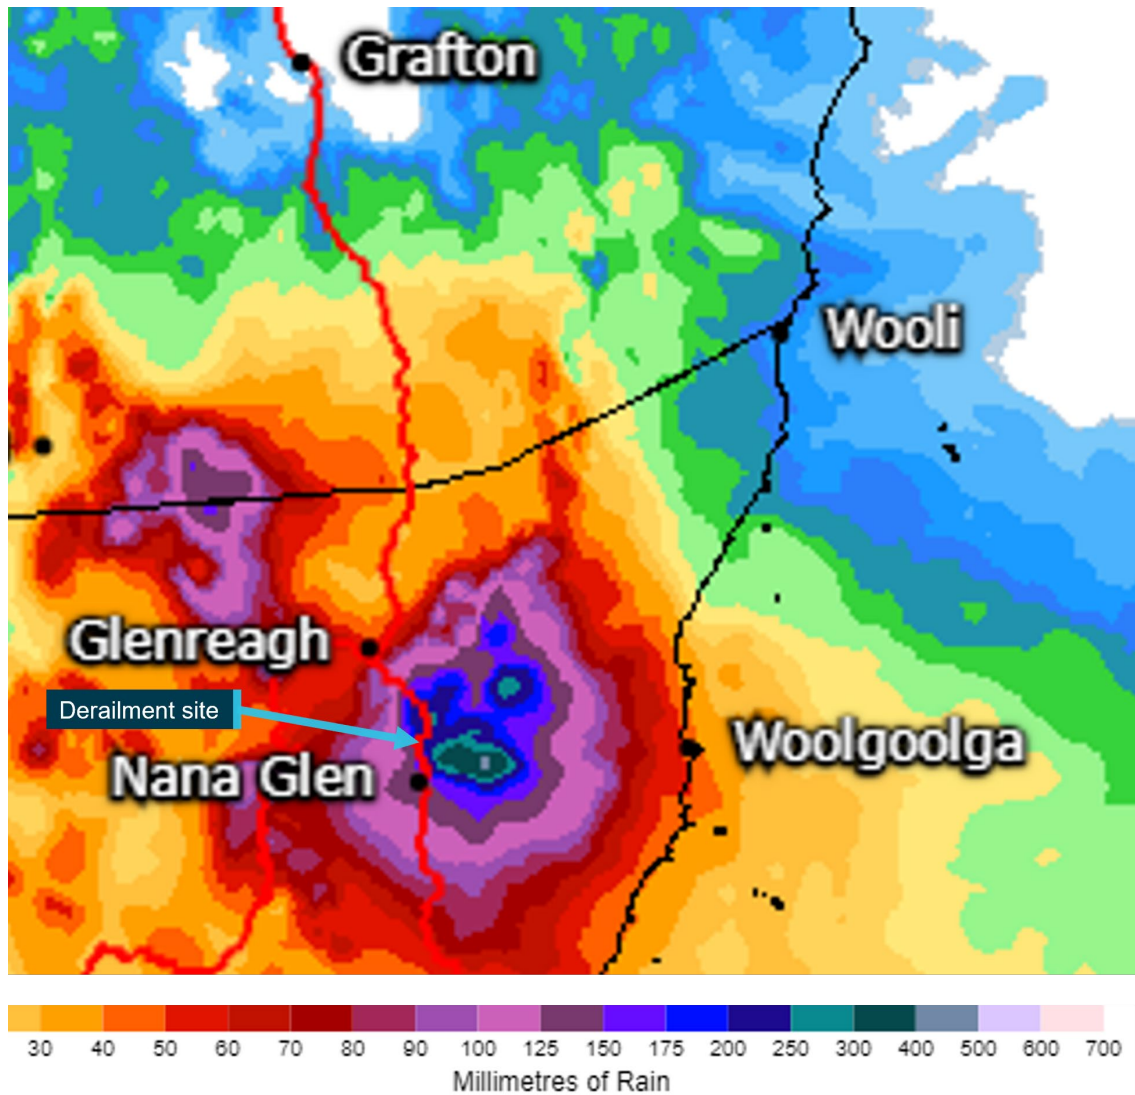 Grafton
Wooli
Glenreagh
Derailment site
Woolgoolga
Nana Glen
30 40 50 60 70 80 90 100 125 150 175 200 250 300 400 500 600 700
Millimetres of Rain